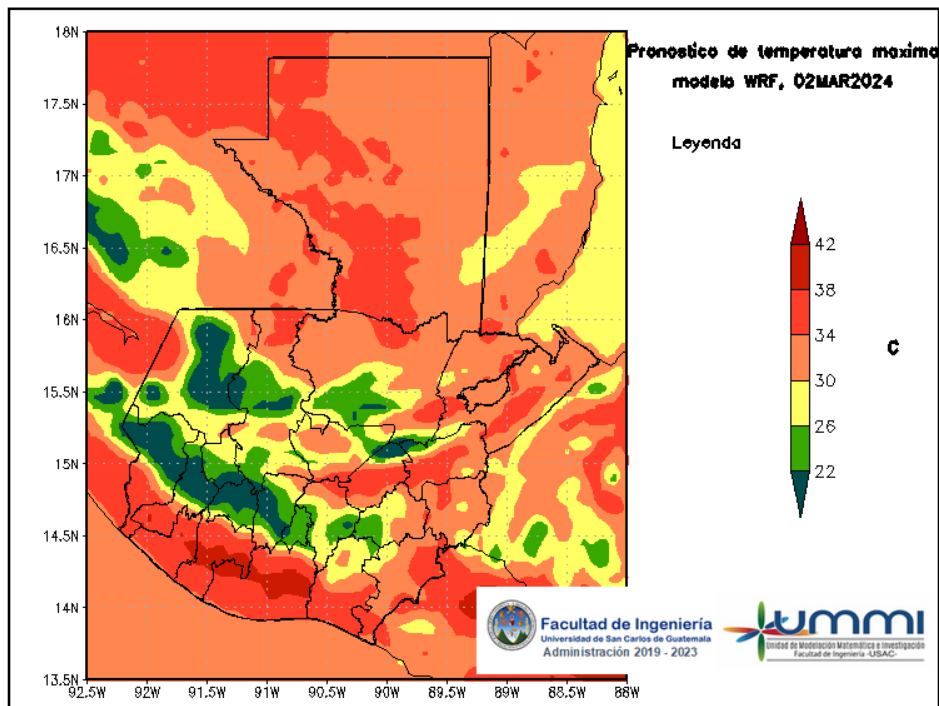 Pronostico de temperatura maxima
modelo WRF, 02MAR2024
Leyenda
18N
17.5N
17N
16.5N
16N
15.5N
15N
14.5N
14N
13.5N
92.5W
92W
91.5W
91W
90.5W
90W
89.5W
89W
88.5W
88W
42
38
34
30
26
22
C
Facultad de Ingeniería
Universidad de San Carlos de Guatemala
Administración 2019 - 2023
UMMI
Unidad de Modelación Matemática e Investigación
Facultad de Ingeniería -USAC-